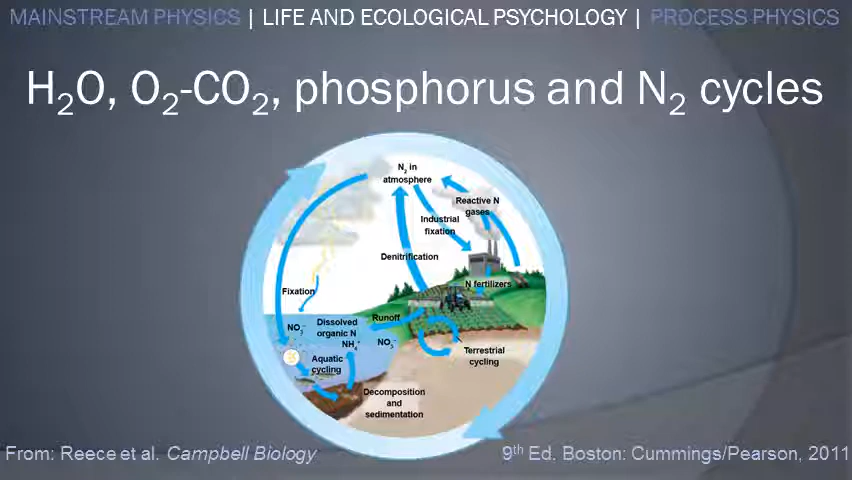 MAINSTREAM PHYSICS | LIFE AND ECOLOGICAL PSYCHOLOGY | PROCESS PHYSICS
H₂O, O₂-CO₂, phosphorus and N₂ cycles
N₂ in
atmosphere
Reactive N
gases
Industrial
fixation
Denitrification
N fertilizers
Fixation
Runoff
NO₃⁻
Dissolved
organic N
NH₄⁺
NO₃⁻
Aquatic
cycling
Terrestrial
cycling
Decomposition
and
sedimentation
From: Reece et al. Campbell Biology 9th Ed. Boston: Cummings/Pearson, 2011